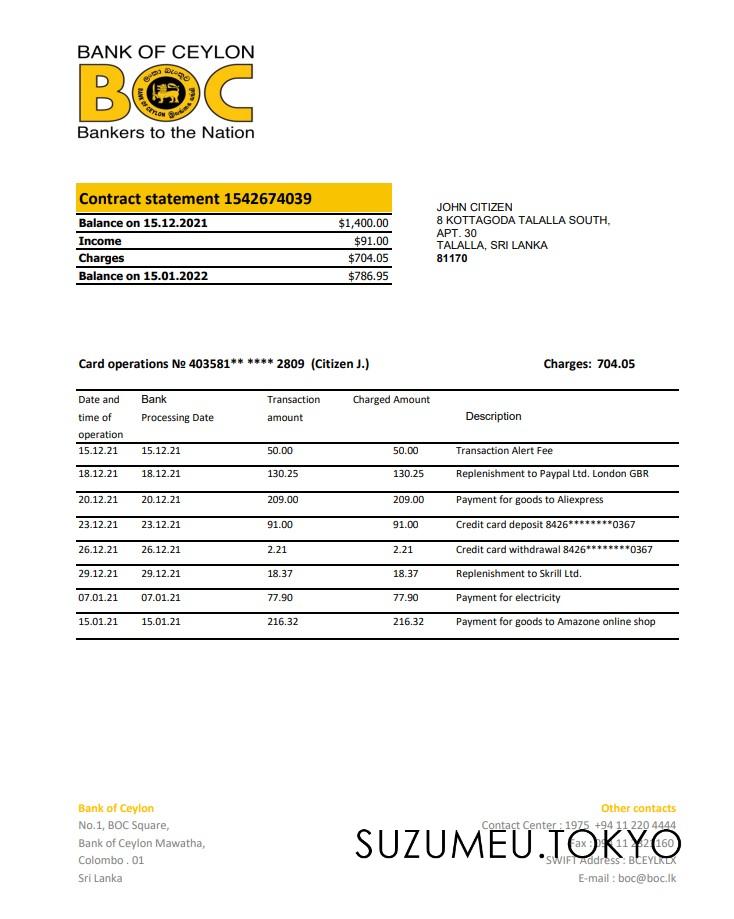 BANK OF CEYLON
BOC
Bankers to the Nation
Contract statement 1542674039
Balance on 15.12.2021 $1,400.00
Income $91.00
Charges $704.05
Balance on 15.01.2022 $786.95
JOHN CITIZEN
8 KOTTAGODA TALALLA SOUTH,
APT. 30
TALALLA, SRI LANKA
81170
Card operations № 403581** **** 2809 (Citizen J.) Charges: 704.05
Date and Bank Transaction Charged Amount
time of Processing Date amount Description
operation
15.12.21 15.12.21 50.00 50.00 Transaction Alert Fee
18.12.21 18.12.21 130.25 130.25 Replenishment to Paypal Ltd. London GBR
20.12.21 20.12.21 209.00 209.00 Payment for goods to Aliexpress
23.12.21 23.12.21 91.00 91.00 Credit card deposit 8426********0367
26.12.21 26.12.21 2.21 2.21 Credit card withdrawal 8426********0367
29.12.21 29.12.21 18.37 18.37 Replenishment to Skrill Ltd.
07.01.21 07.01.21 77.90 77.90 Payment for electricity
15.01.21 15.01.21 216.32 216.32 Payment for goods to Amazone online shop
Bank of Ceylon
No.1, BOC Square,
Bank of Ceylon Mawatha,
Colombo . 01
Sri Lanka
Other contacts
Contact Center : 1975 +94 11 220 4444
Fax :
SWIFT Address : BCEYLKLX
E-mail : boc@boc.lk
SUZUMEU.TOKYO